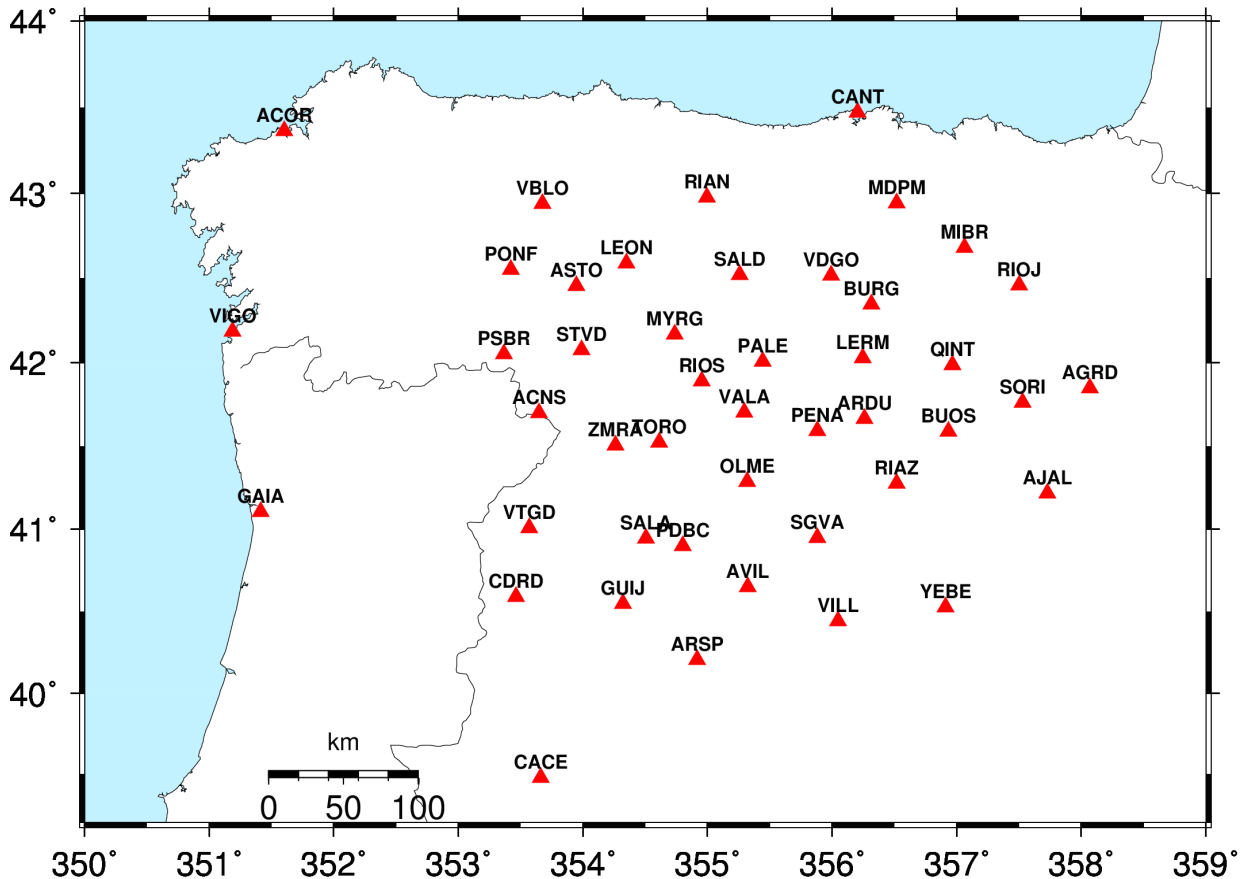 44°
CANT
ACOR
43°
RIAN
VBLO
MDPM
MIBR
LEON
PONF
SALD
VDGO
ASTO
RIOJ
BURG
VIGO
MYRG
STVD
PSBR
LERM
PALE
QINT
42°
RIOS
AGRD
SORI
ACNS
VALA
ARDU
PENA
BUOS
ZMRA
TORO
OLME
RIAZ
AJAL
GAIA
41°
VTGD
SALA
SGVA
PDBC
AVIL
CDRD
GUIJ
YEBE
VILL
ARSP
40°
km
CACE
0 50 100
350° 351° 352° 353° 354° 355° 356° 357° 358° 359°